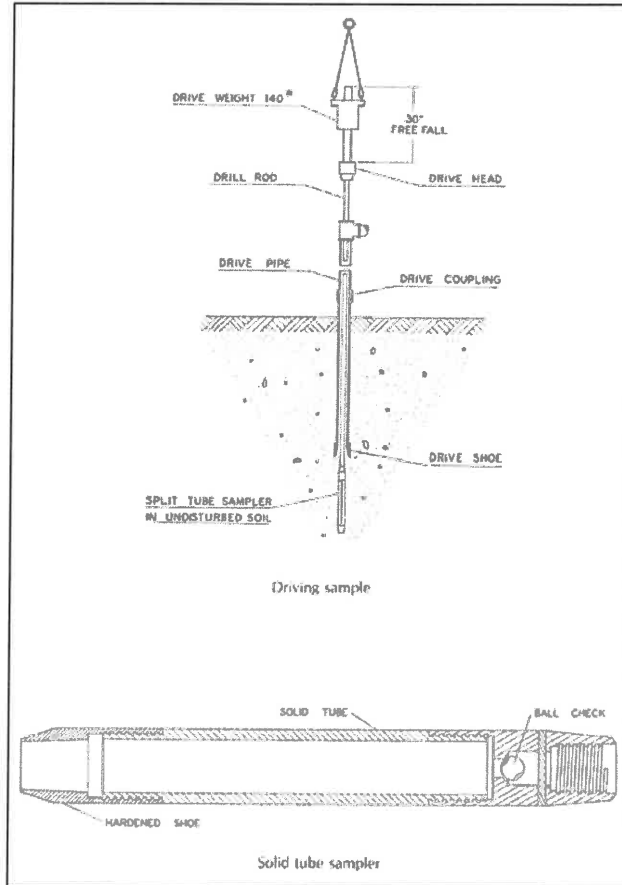 DRIVE WEIGHT 140#
30"
FREE FALL
DRILL ROD
DRIVE HEAD
DRIVE PIPE
DRIVE COUPLING
DRIVE SHOE
SPLIT TUBE SAMPLER
IN UNDISTURBED SOIL
Driving sample
SOLID TUBE
BALL CHECK
HARDENED SHOE
Solid tube sampler